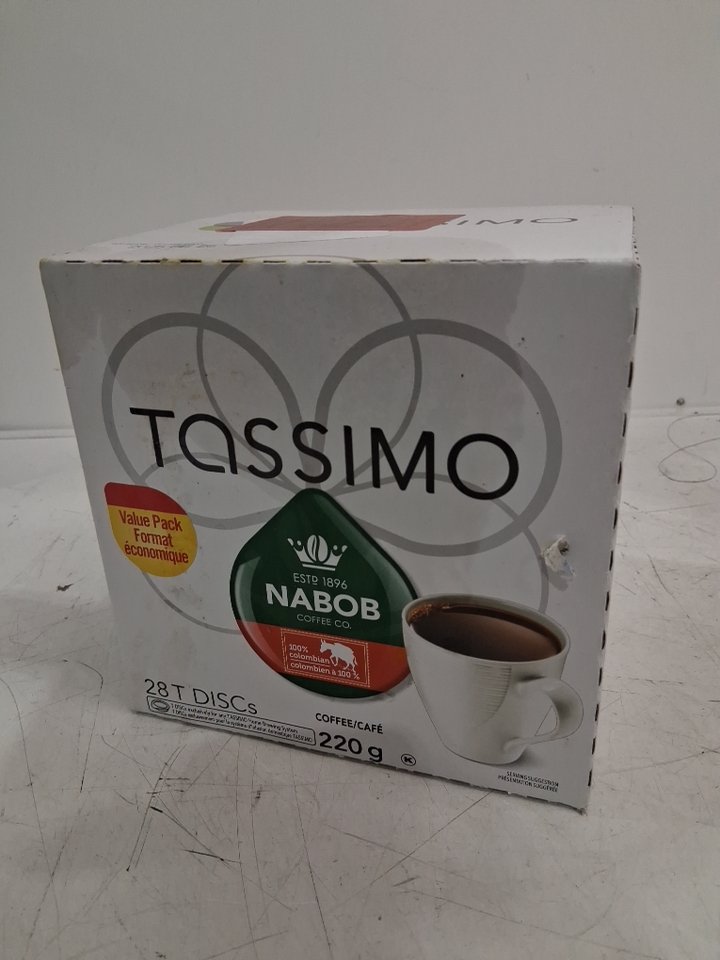 IMO
TASSIMO
Value Pack
Format
économique
ESTD 1896
NABOB
COFFEE CO.
100%
colombian
colombien à 100 %
28 T DISCs
COFFEE/CAFÉ
220 g
K
SERVING SUGGESTION
PRÉSENTATION SUGGÉRÉE